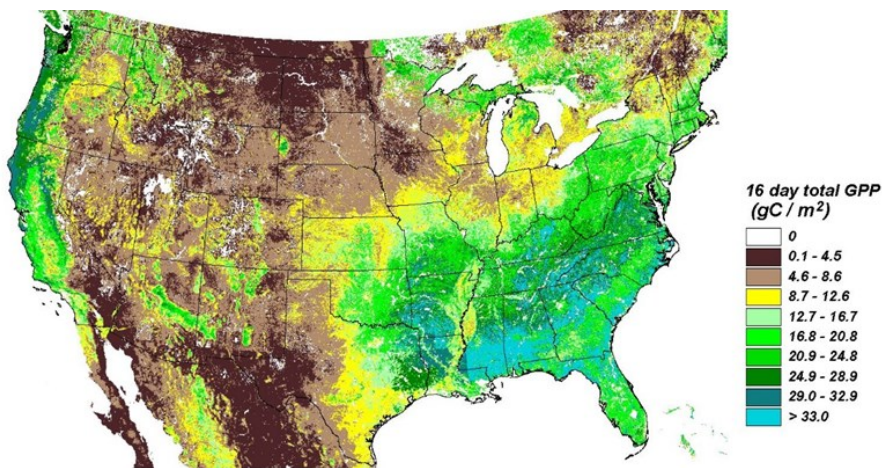 16 day total GPP
(gC / m²)
0
0.1 - 4.5
4.6 - 8.6
8.7 - 12.6
12.7 - 16.7
16.8 - 20.8
20.9 - 24.8
24.9 - 28.9
29.0 - 32.9
> 33.0